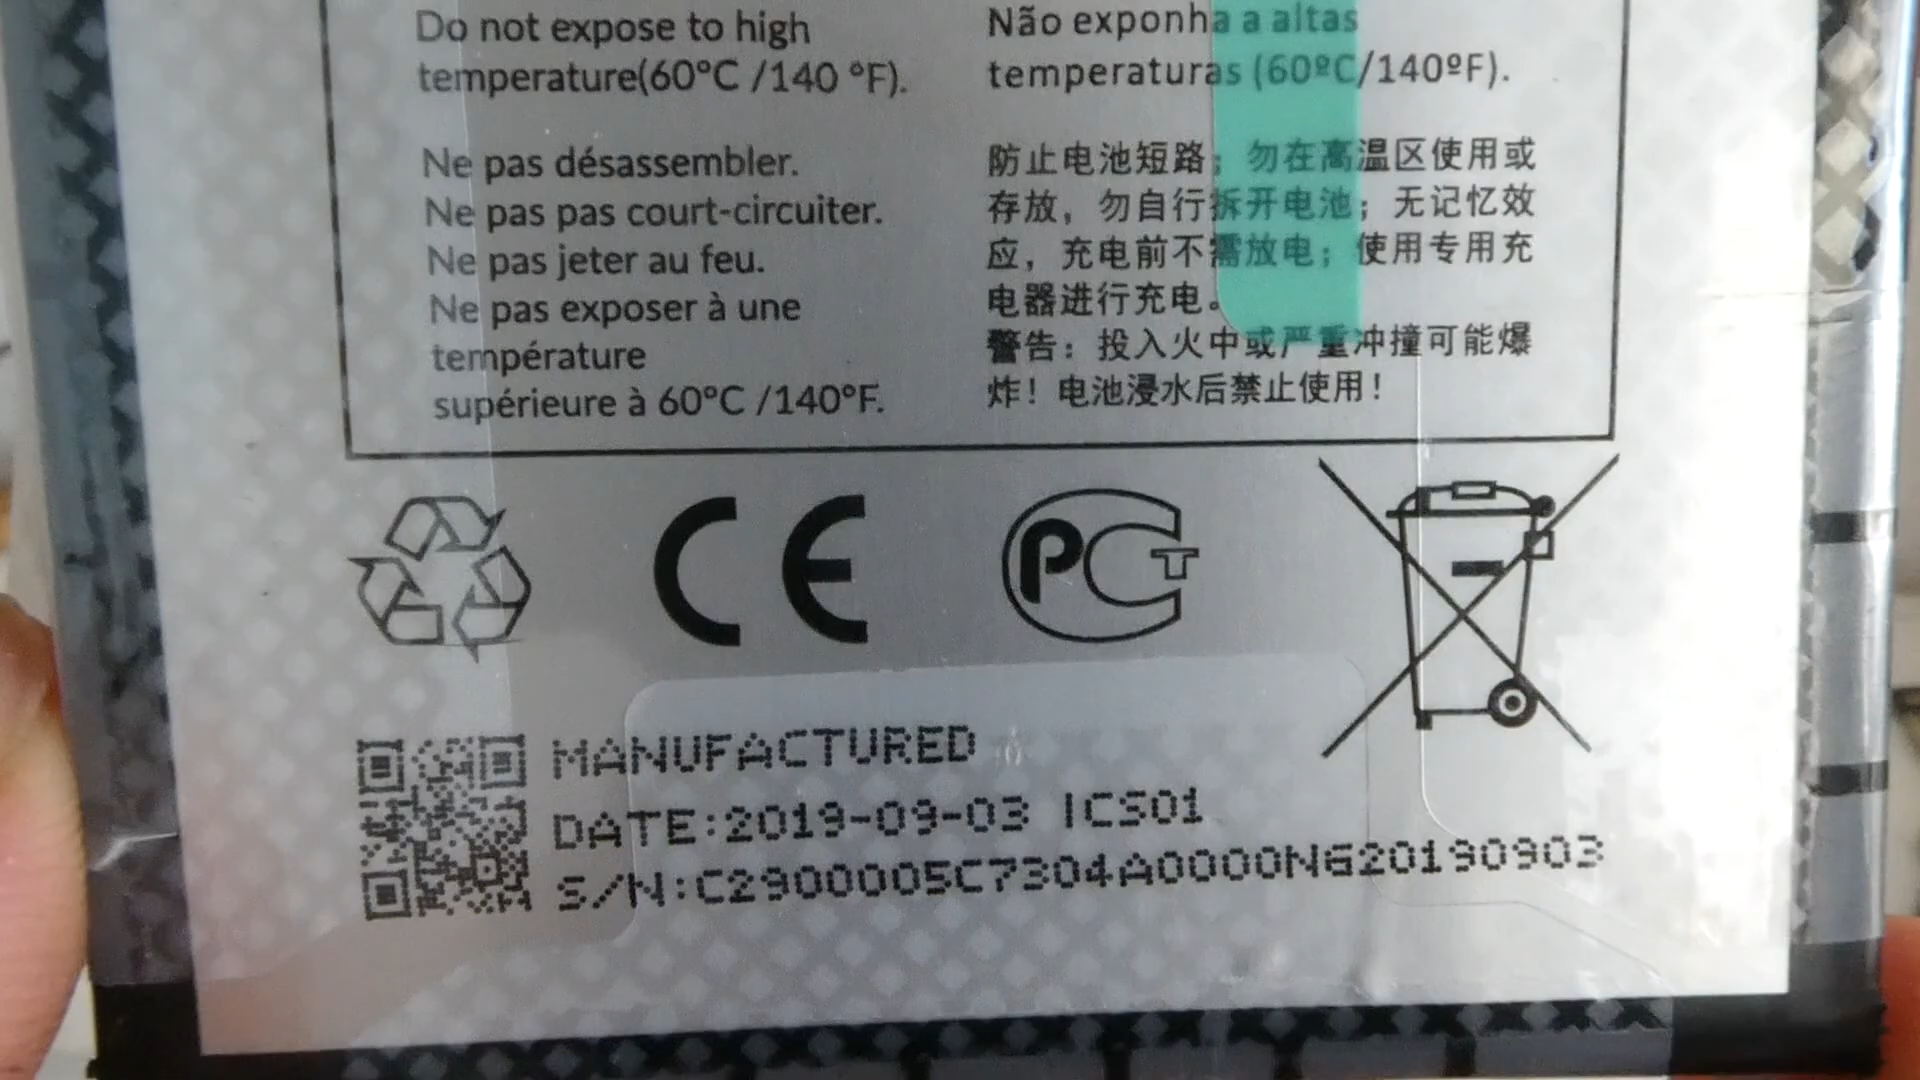 Do not expose to high
temperature(60°C /140 °F).
Ne pas désassembler.
Ne pas pas court-circuiter.
Ne pas jeter au feu.
Ne pas exposer à une
température
supérieure à 60°C /140°F.
Não exponha a altas
temperaturas (60ºC/140ºF).
防止电池短路；勿在高温区使用或
存放，勿自行拆开电池；无记忆效
应，充电前不需放电；使用专用充
电器进行充电。
警告：投入火中或严重冲撞可能爆
炸！电池浸水后禁止使用！
CE
PCT
MANUFACTURED
DATE:2019-09-03 ICS01
S/N:C2900005C7304A0000NG20190903